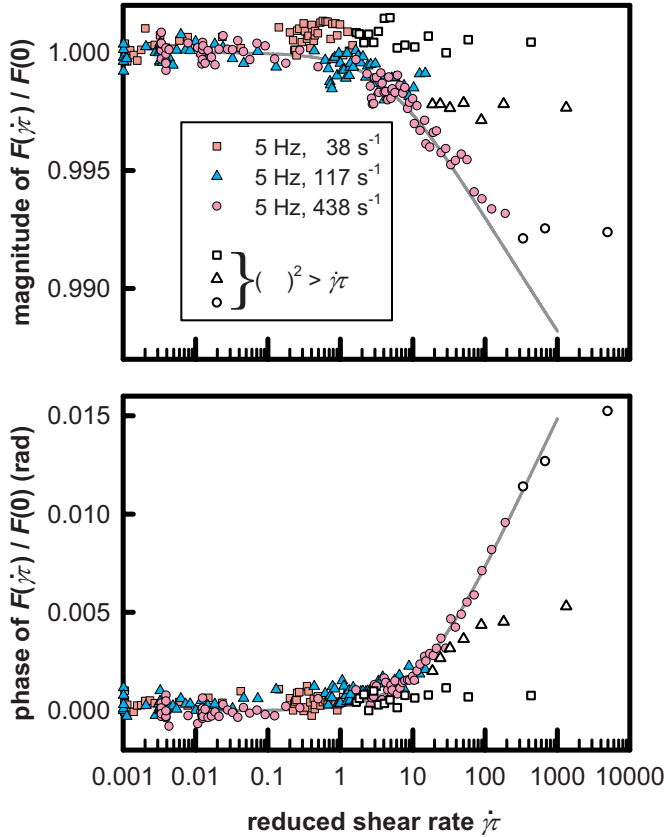 1.000
0.995
0.990
magnitude of F(γ̇τ) / F(0)
5 Hz, 38 s⁻¹
5 Hz, 117 s⁻¹
5 Hz, 438 s⁻¹
} ( )² > γ̇τ
0.015
0.010
0.005
0.000
phase of F(γ̇τ) / F(0) (rad)
0.001 0.01 0.1 1 10 100 1000 10000
reduced shear rate γ̇τ